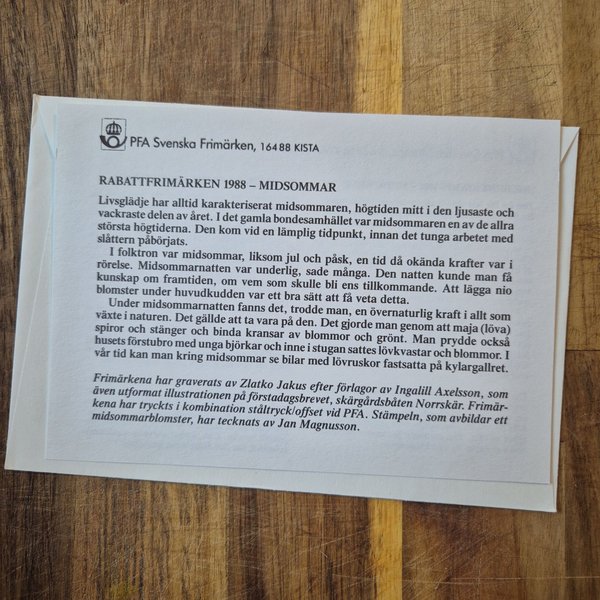 PFA Svenska Frimärken, 164 88 KISTA
RABATTFRIMÄRKEN 1988 – MIDSOMMAR
Livsglädje har alltid karakteriserat midsommaren, högtiden mitt i den ljusaste och
vackraste delen av året. I det gamla bondesamhället var midsommaren en av de allra
största högtiderna. Den kom vid en lämplig tidpunkt, innan det tunga arbetet med
slåttern påbörjats.
I folktron var midsommar, liksom jul och påsk, en tid då okända krafter var i
rörelse. Midsommarnatten var underlig, sade många. Den natten kunde man få
kunskap om framtiden, om vem som skulle bli ens tillkommande. Att lägga nio
blomster under huvudkudden var ett bra sätt att få veta detta.
Under midsommarnatten fanns det, trodde man, en övernaturlig kraft i allt som
växte i naturen. Det gällde att ta vara på den. Det gjorde man genom att maja (löva)
spiror och stänger och binda kransar av blommor och grönt. Man prydde också
husets förstubro med unga björkar och inne i stugan sattes lövkvastar och blommor. I
vår tid kan man kring midsommar se bilar med lövruskor fastsatta på kylargallret.
Frimärkena har graverats av Zlatko Jakus efter förlagor av Ingalill Axelsson, som
även utformat illustrationen på förstadagsbrevet, skärgårdsbåten Norrskär. Frimär-
kena har tryckts i kombination ståltryck/offset vid PFA. Stämpeln, som avbildar ett
midsommarblomster, har tecknats av Jan Magnusson.